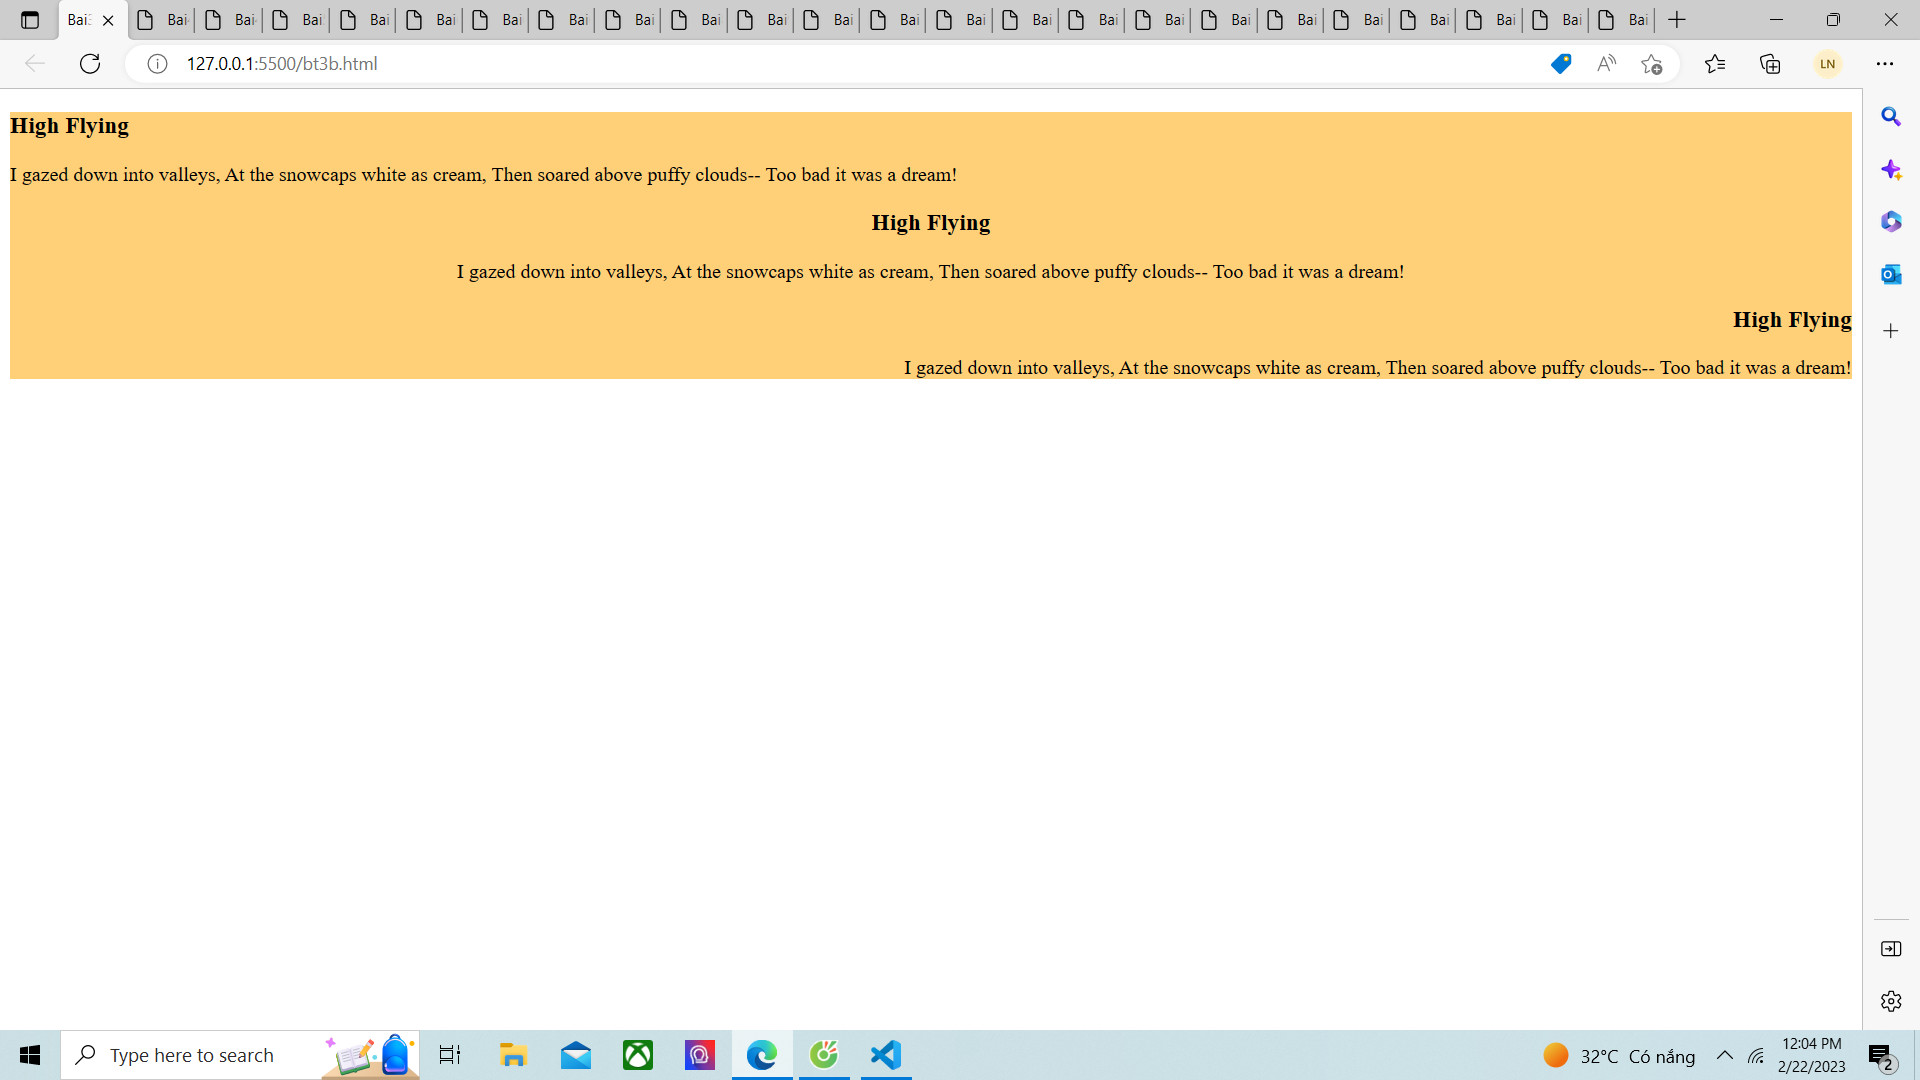 Bai3 Bai4 Bai4 Bai Bai Bai Bai Bai Bai Bai Bai Bai Bai Bai Bai Bai Bai Bai Bai Bai Bai Bai Bai Bai
127.0.0.1:5500/bt3b.html
LN
High Flying
I gazed down into valleys, At the snowcaps white as cream, Then soared above puffy clouds-- Too bad it was a dream!
High Flying
I gazed down into valleys, At the snowcaps white as cream, Then soared above puffy clouds-- Too bad it was a dream!
High Flying
I gazed down into valleys, At the snowcaps white as cream, Then soared above puffy clouds-- Too bad it was a dream!
Type here to search
32°C Có nắng
12:04 PM
2/22/2023
2